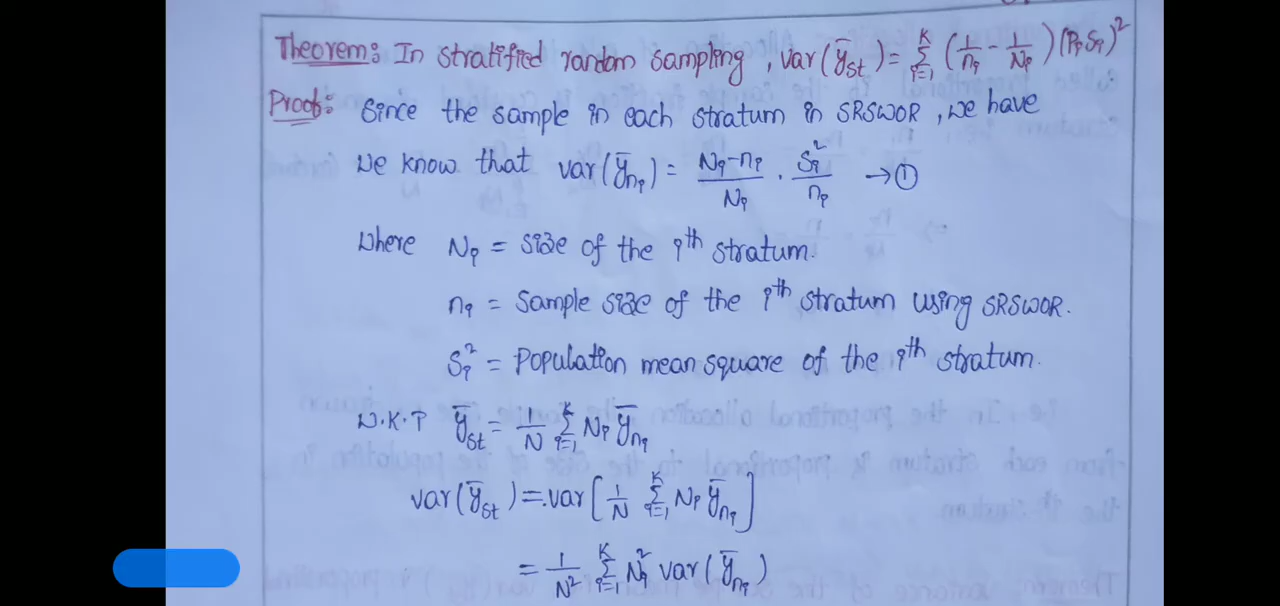 Theorem: In stratified random sampling, var(ȳst) = Σ_{i=1}^{K} (1/ni - 1/Ni) (Pi Si)²
Proof: Since the sample in each stratum in SRSWOR, we have
We know that var(ȳni) = (Ni-ni)/Ni · Si²/ni → ①
Where Ni = size of the ith stratum.
ni = Sample size of the ith stratum using SRSWOR.
Si² = Population mean square of the ith stratum.
W.K.T ȳst = 1/N Σ_{i=1}^{K} Ni ȳni
var(ȳst) = var[1/N Σ_{i=1}^{K} Ni ȳni]
= 1/N² Σ_{i=1}^{K} Ni² var(ȳni)